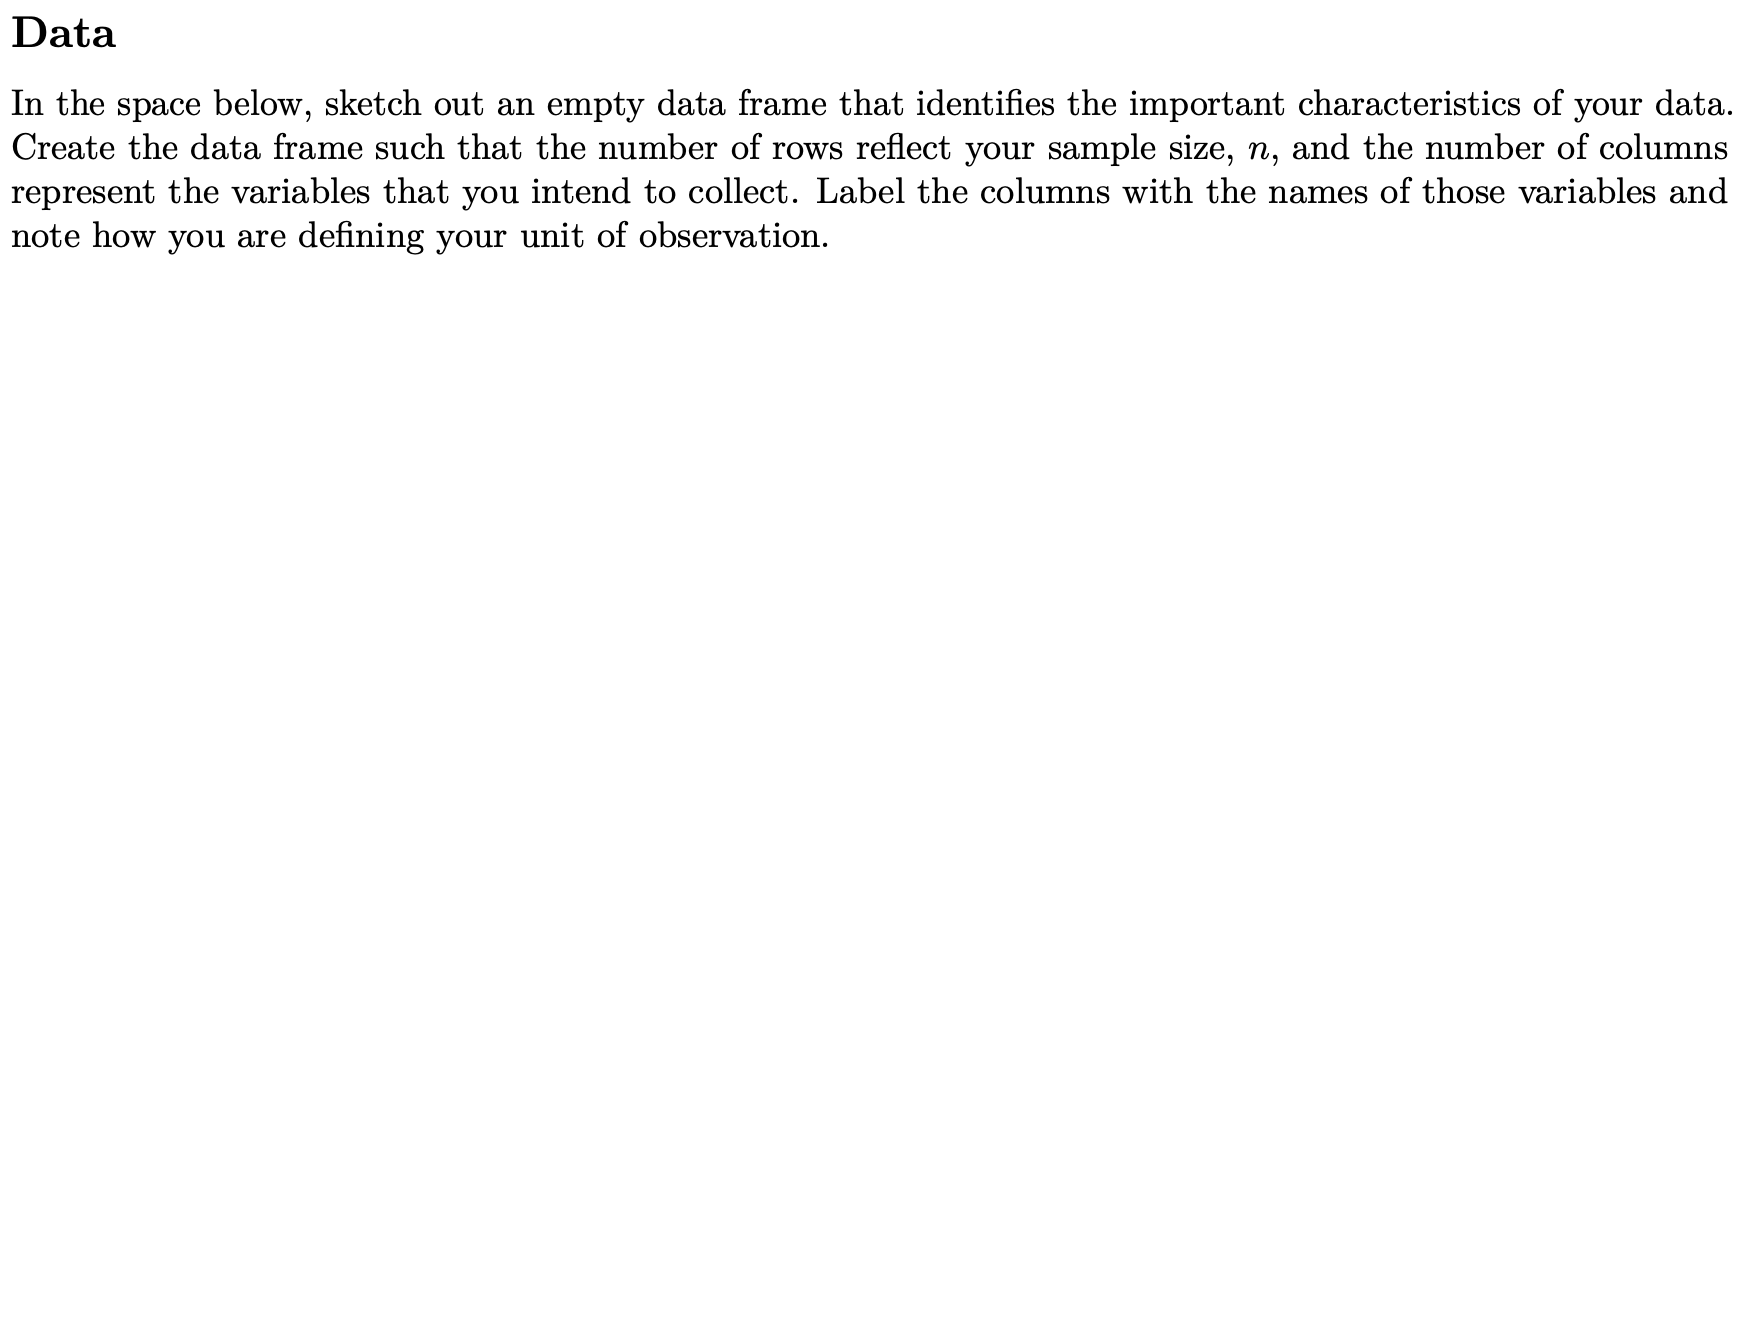 Data
In the space below, sketch out an empty data frame that identifies the important characteristics of your data.
Create the data frame such that the number of rows reflect your sample size, n, and the number of columns
represent the variables that you intend to collect. Label the columns with the names of those variables and
note how you are defining your unit of observation.